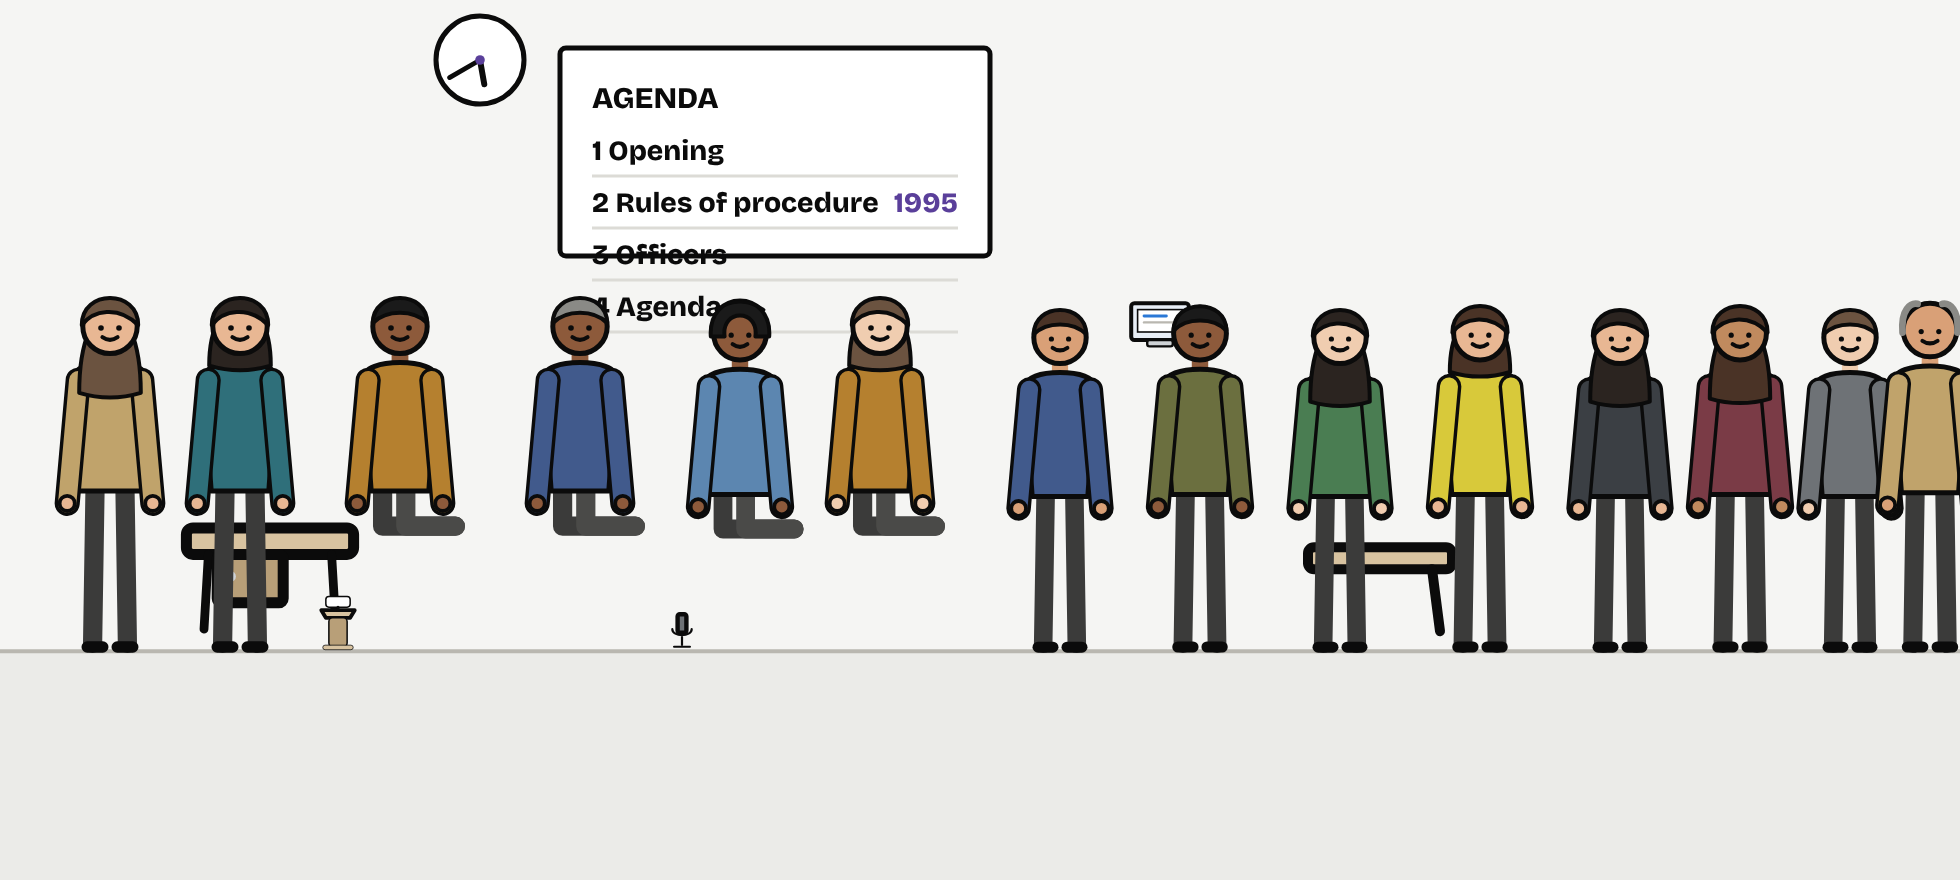 AGENDA
1 Opening
2 Rules of procedure 1995
3 Officers
4 Agenda